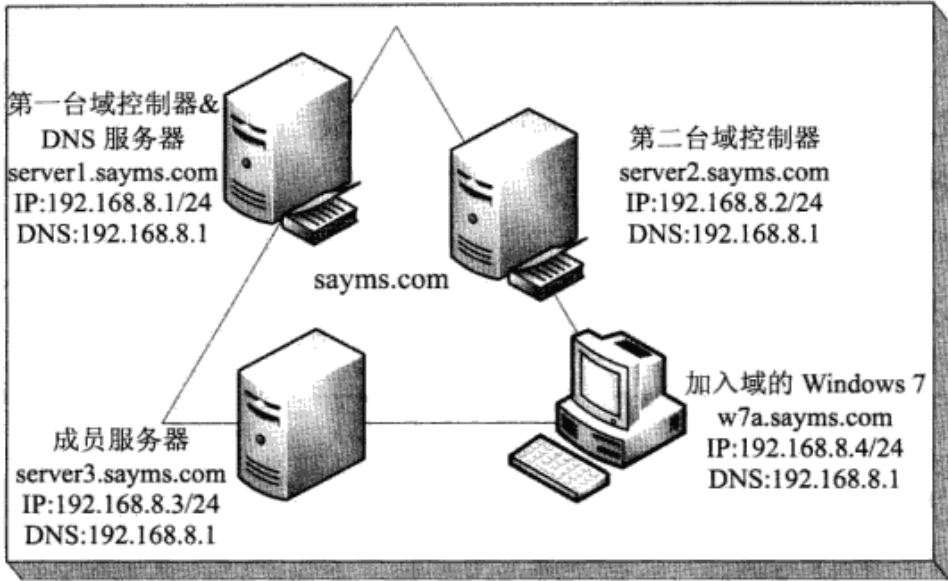 第一台域控制器&
DNS 服务器
server1.sayms.com
IP:192.168.8.1/24
DNS:192.168.8.1
第二台域控制器
server2.sayms.com
IP:192.168.8.2/24
DNS:192.168.8.1
sayms.com
成员服务器
server3.sayms.com
IP:192.168.8.3/24
DNS:192.168.8.1
加入域的 Windows 7
w7a.sayms.com
IP:192.168.8.4/24
DNS:192.168.8.1